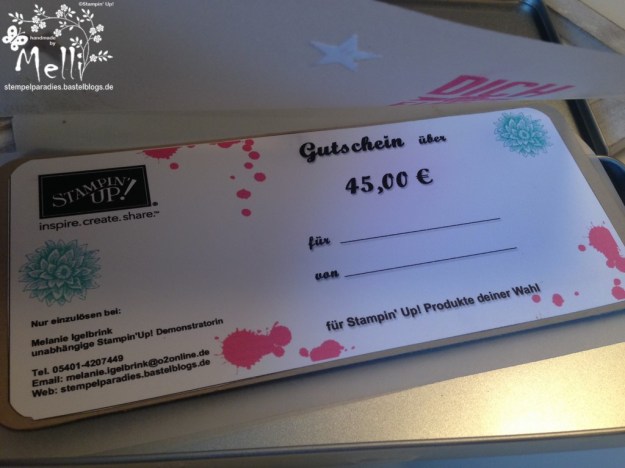 ©Stampin' Up!
handmade
by
Melli
stempelparadies.bastelblogs.de
DICH
STAMPIN'
UP!
inspire.create.share.™
Gutschein über
45,00 €
für
von
für Stampin' Up! Produkte deiner Wahl
Nur einzulösen bei:
Melanie Igelbrink
unabhängige Stampin'Up! Demonstratorin
Tel. 05401-4207449
Email: melanie.igelbrink@o2online.de
Web: stempelparadies.bastelblogs.de